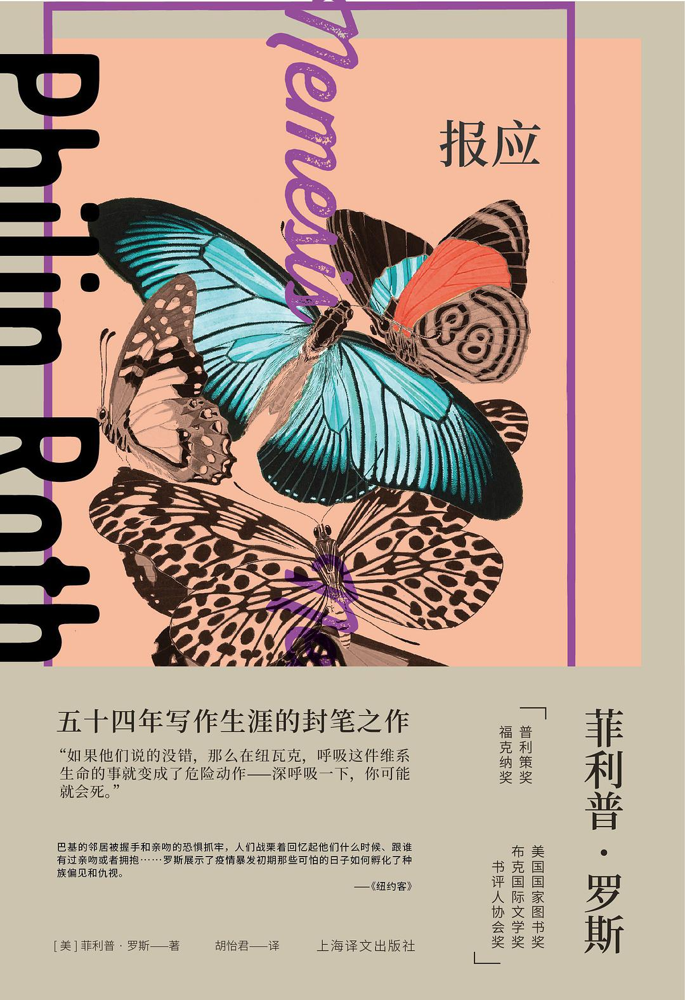 Nemesis
Philip Roth
报应
Ne
五十四年写作生涯的封笔之作
“如果他们说的没错，那么在纽瓦克，呼吸这件维系
生命的事就变成了危险动作——深呼吸一下，你可能
就会死。”
巴基的邻居被握手和亲吻的恐惧抓牢，人们战栗着回忆起他们什么时候、跟谁
有过亲吻或者拥抱……罗斯展示了疫情暴发初期那些可怕的日子如何孵化了种
族偏见和仇视。
——《纽约客》
[美]菲利普·罗斯——著
胡怡君——译
上海译文出版社
菲利普·罗斯
普利策奖
福克纳奖
美国国家图书奖
布克国际文学奖
书评人协会奖